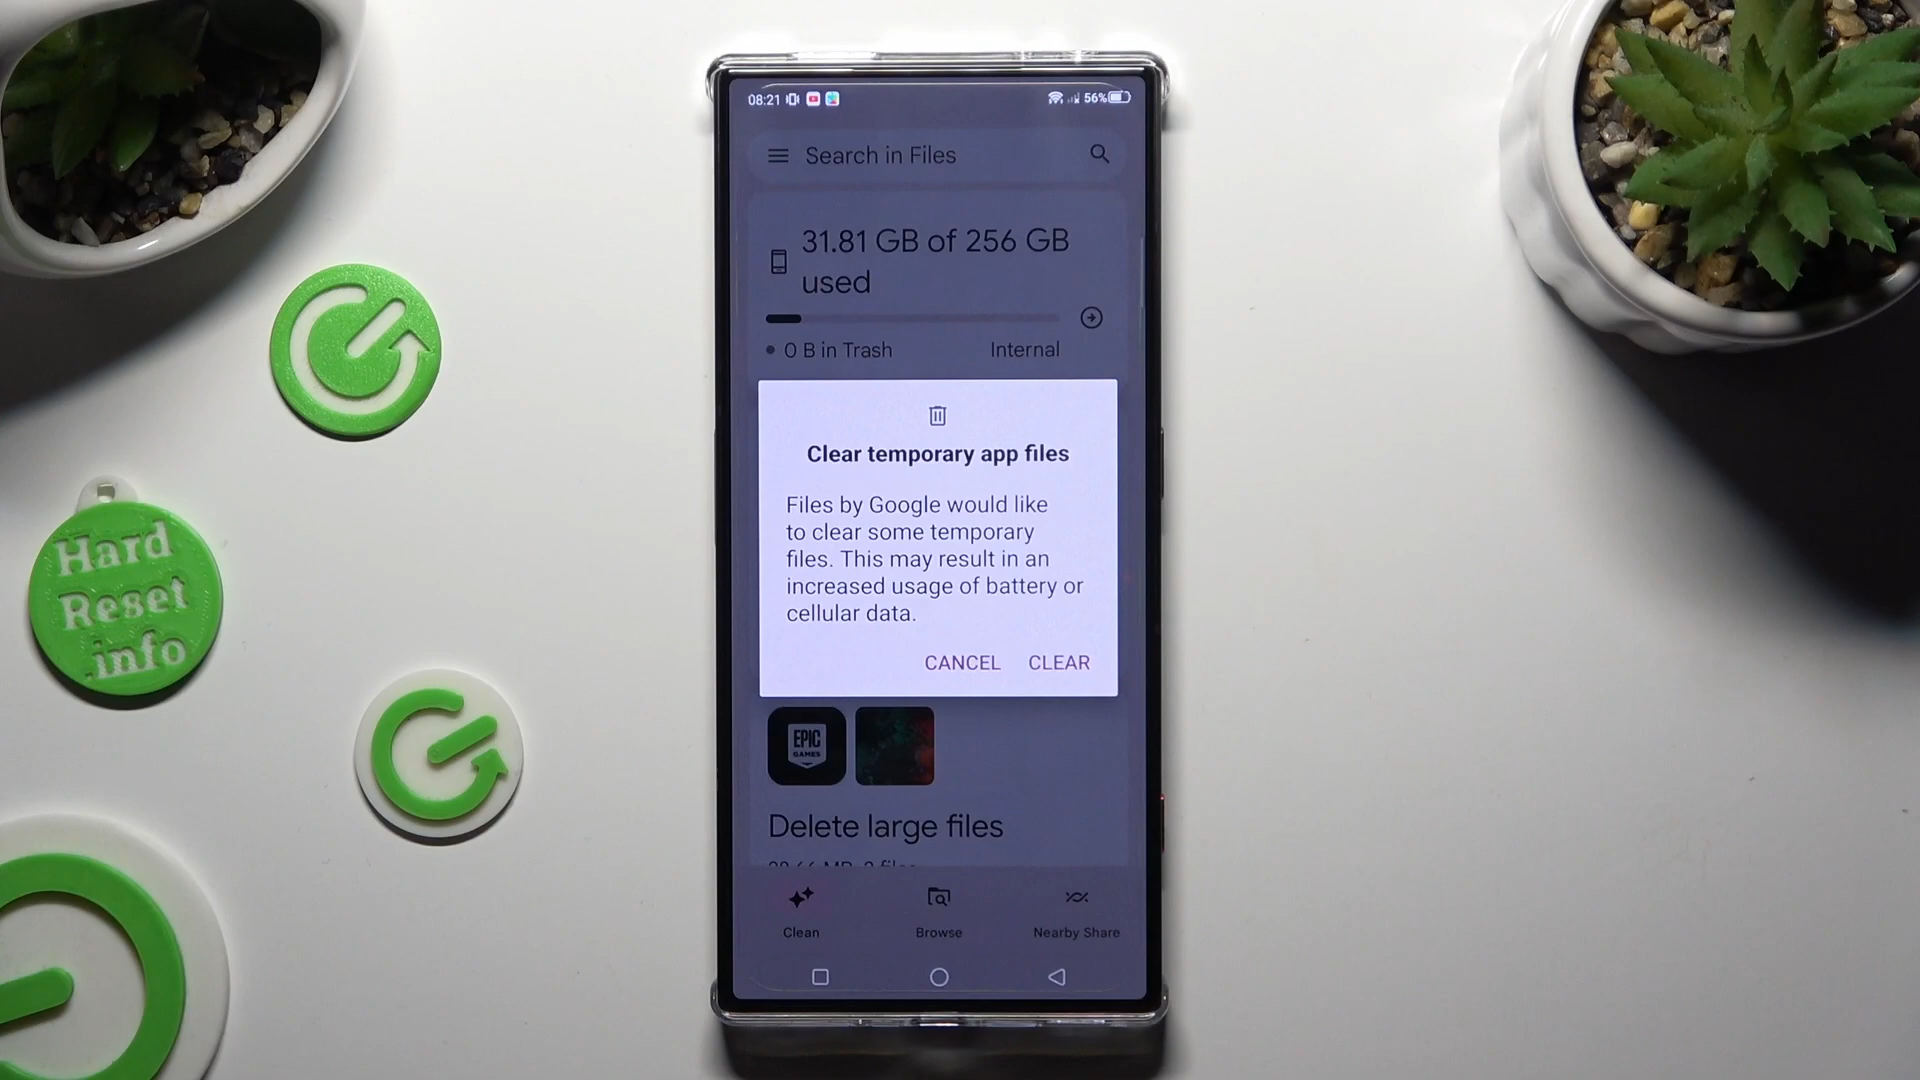 08:21
56%
Search in Files
31.81 GB of 256 GB
used
0 B in Trash
Internal
Clear temporary app files
Files by Google would like
to clear some temporary
files. This may result in an
increased usage of battery or
cellular data.
CANCEL
CLEAR
EPIC
GAMES
Delete large files
Clean
Browse
Nearby Share
Hard
Reset
.info